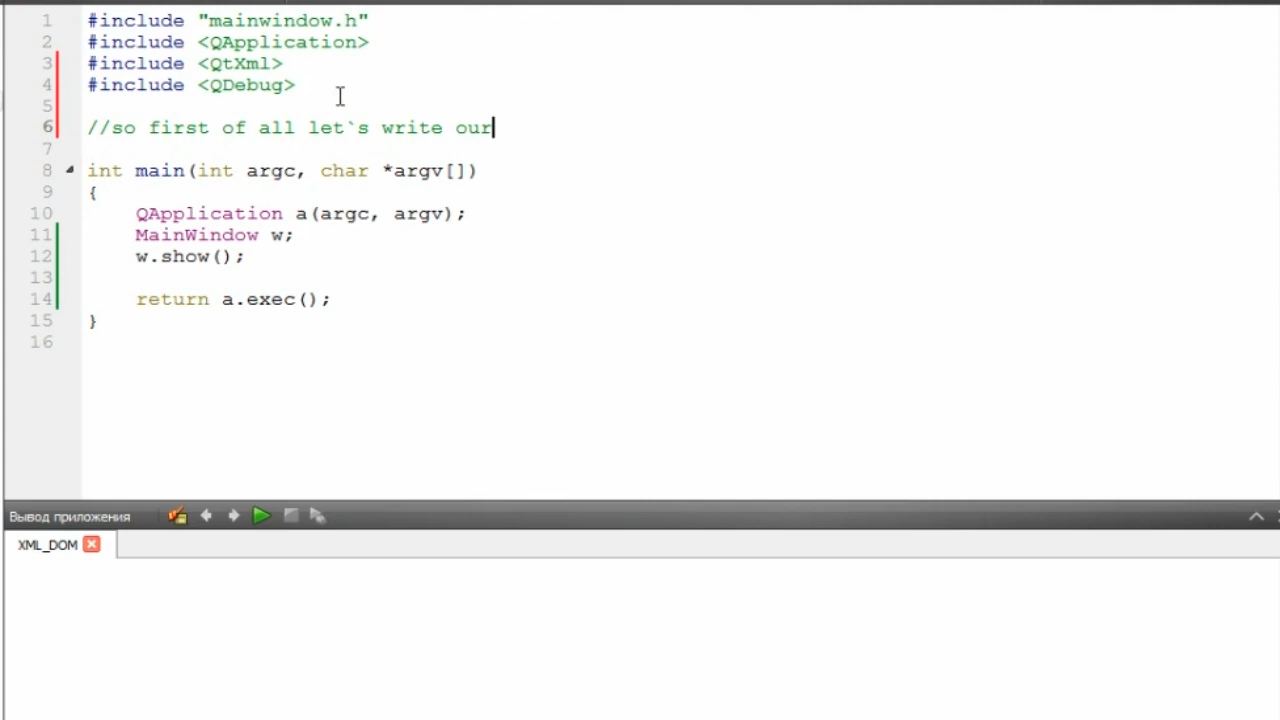 1 #include "mainwindow.h"
2 #include <QApplication>
3 #include <QtXml>
4 #include <QDebug>
5
6 //so first of all let`s write our
7
8 int main(int argc, char *argv[])
9 {
10 QApplication a(argc, argv);
11 MainWindow w;
12 w.show();
13
14 return a.exec();
15 }
16
Вывод приложения
XML_DOM